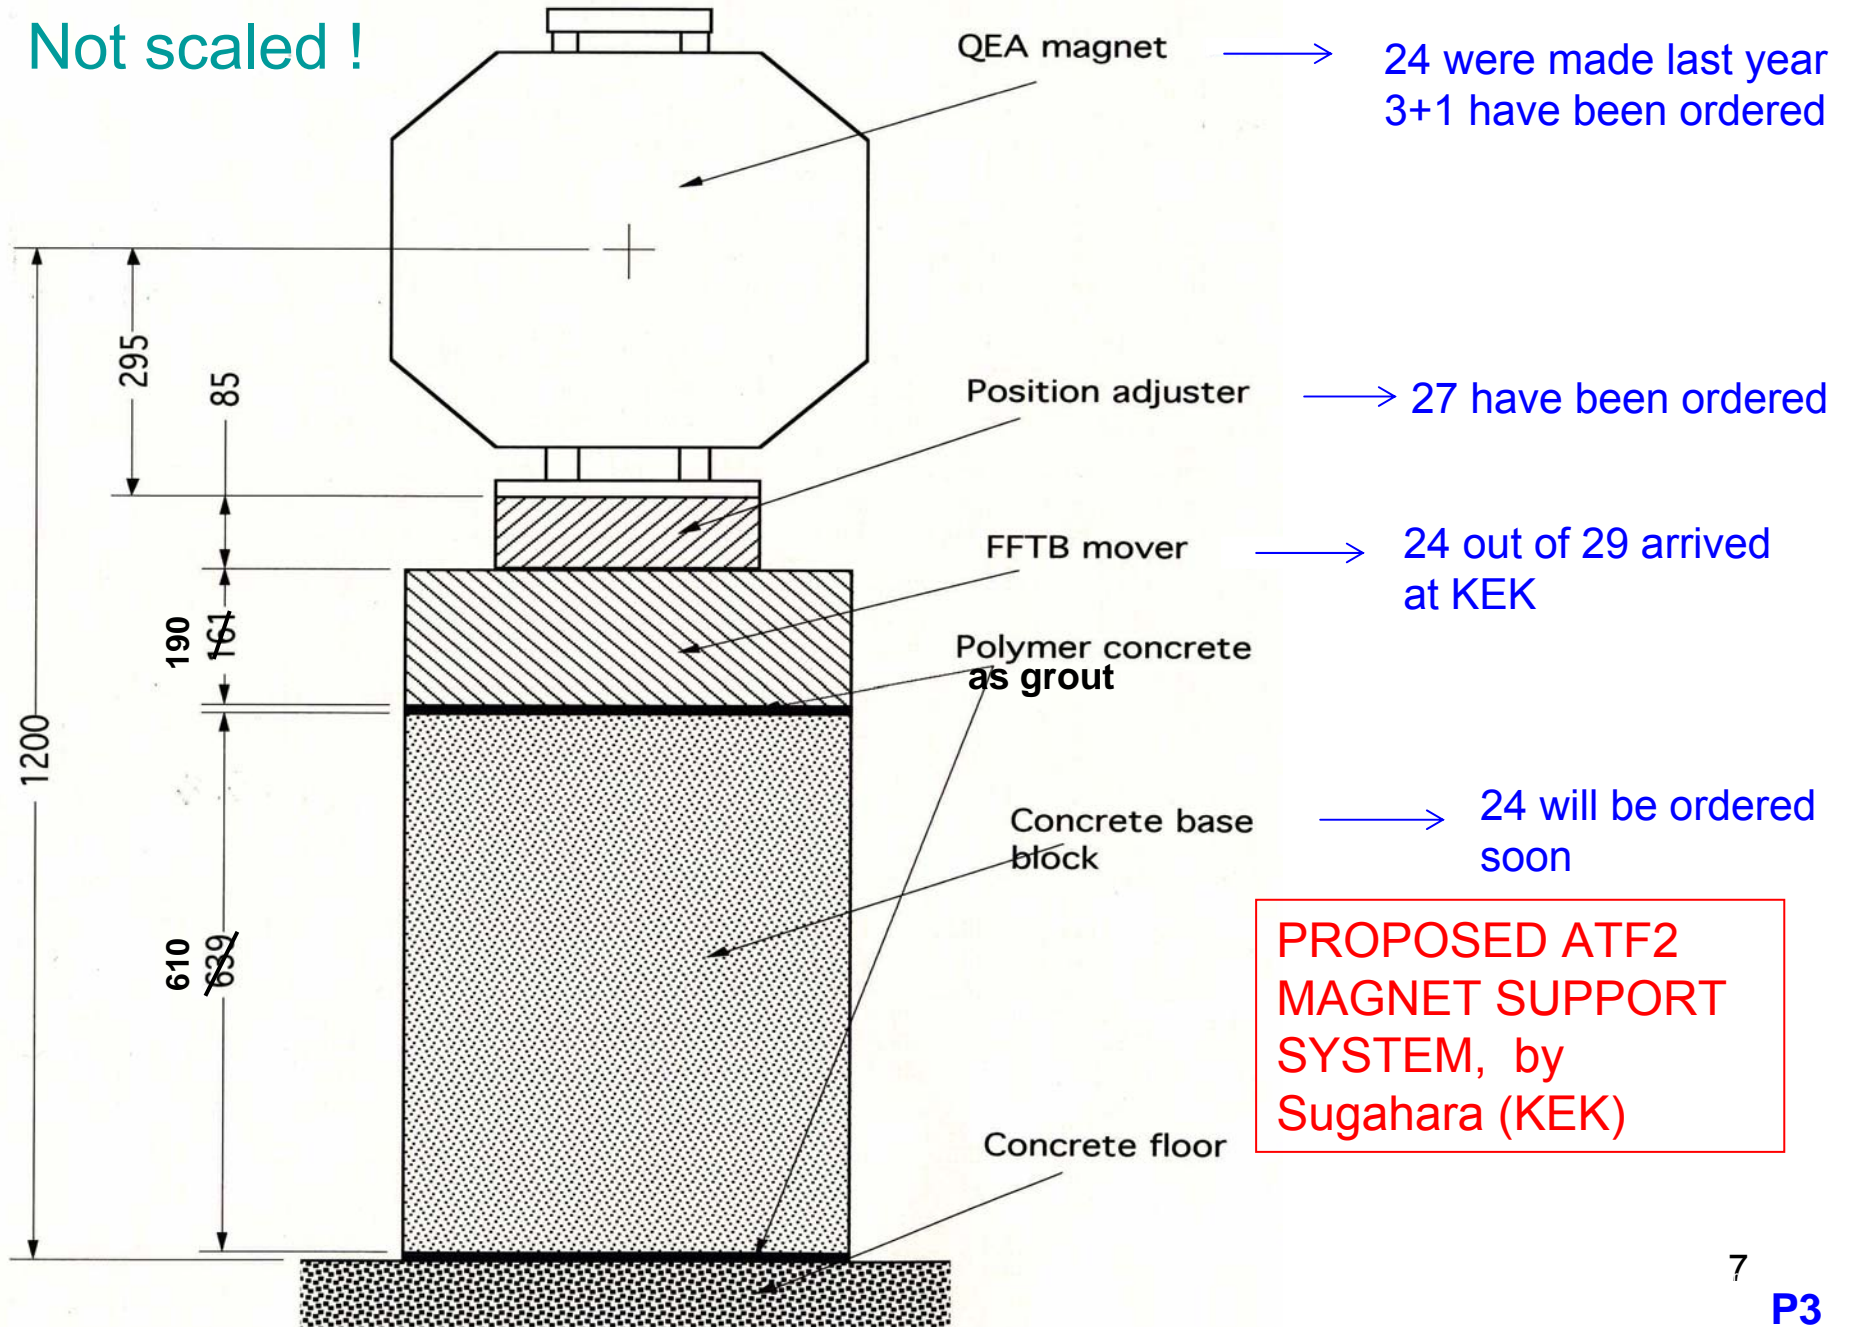 Not scaled !
QEA magnet
24 were made last year
3+1 have been ordered
295
85
Position adjuster
27 have been ordered
FFTB mover
24 out of 29 arrived
at KEK
190
161
Polymer concrete
as grout
1200
Concrete base
block
24 will be ordered
soon
610
639
PROPOSED ATF2
MAGNET SUPPORT
SYSTEM, by
Sugahara (KEK)
Concrete floor
7
P3